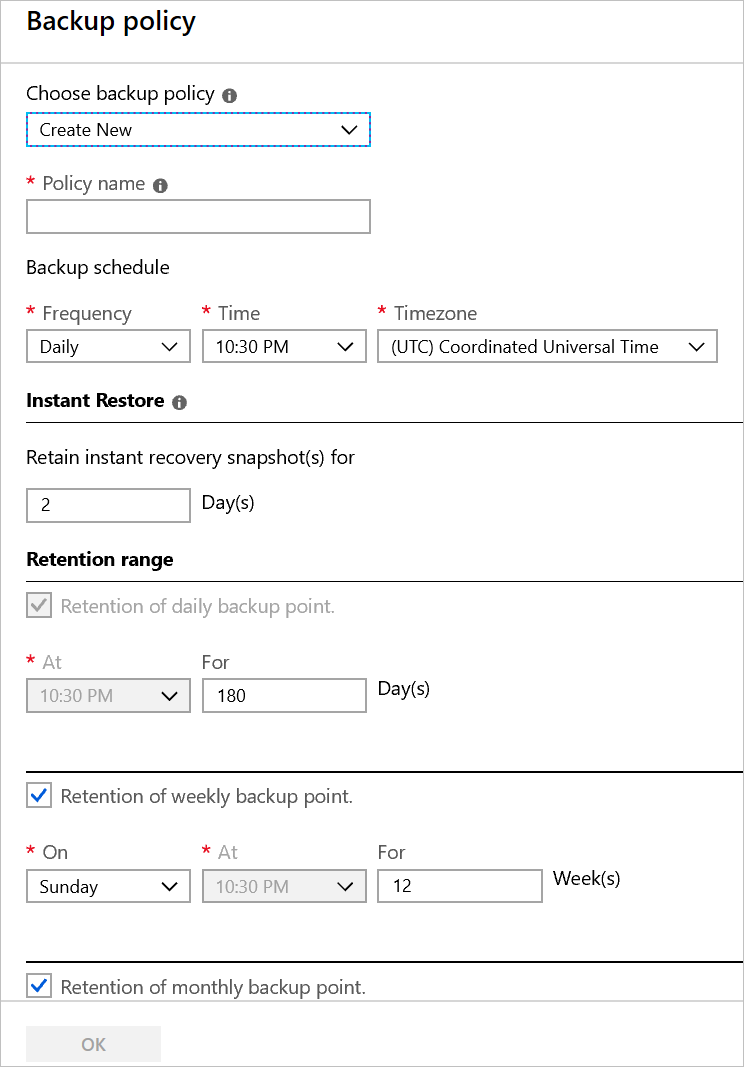 Backup policy
Choose backup policy
Create New
* Policy name
Backup schedule
* Frequency * Time * Timezone
Daily 10:30 PM (UTC) Coordinated Universal Time
Instant Restore
Retain instant recovery snapshot(s) for
2 Day(s)
Retention range
Retention of daily backup point.
* At For
10:30 PM 180 Day(s)
Retention of weekly backup point.
* On * At For
Sunday 10:30 PM 12 Week(s)
Retention of monthly backup point.
OK